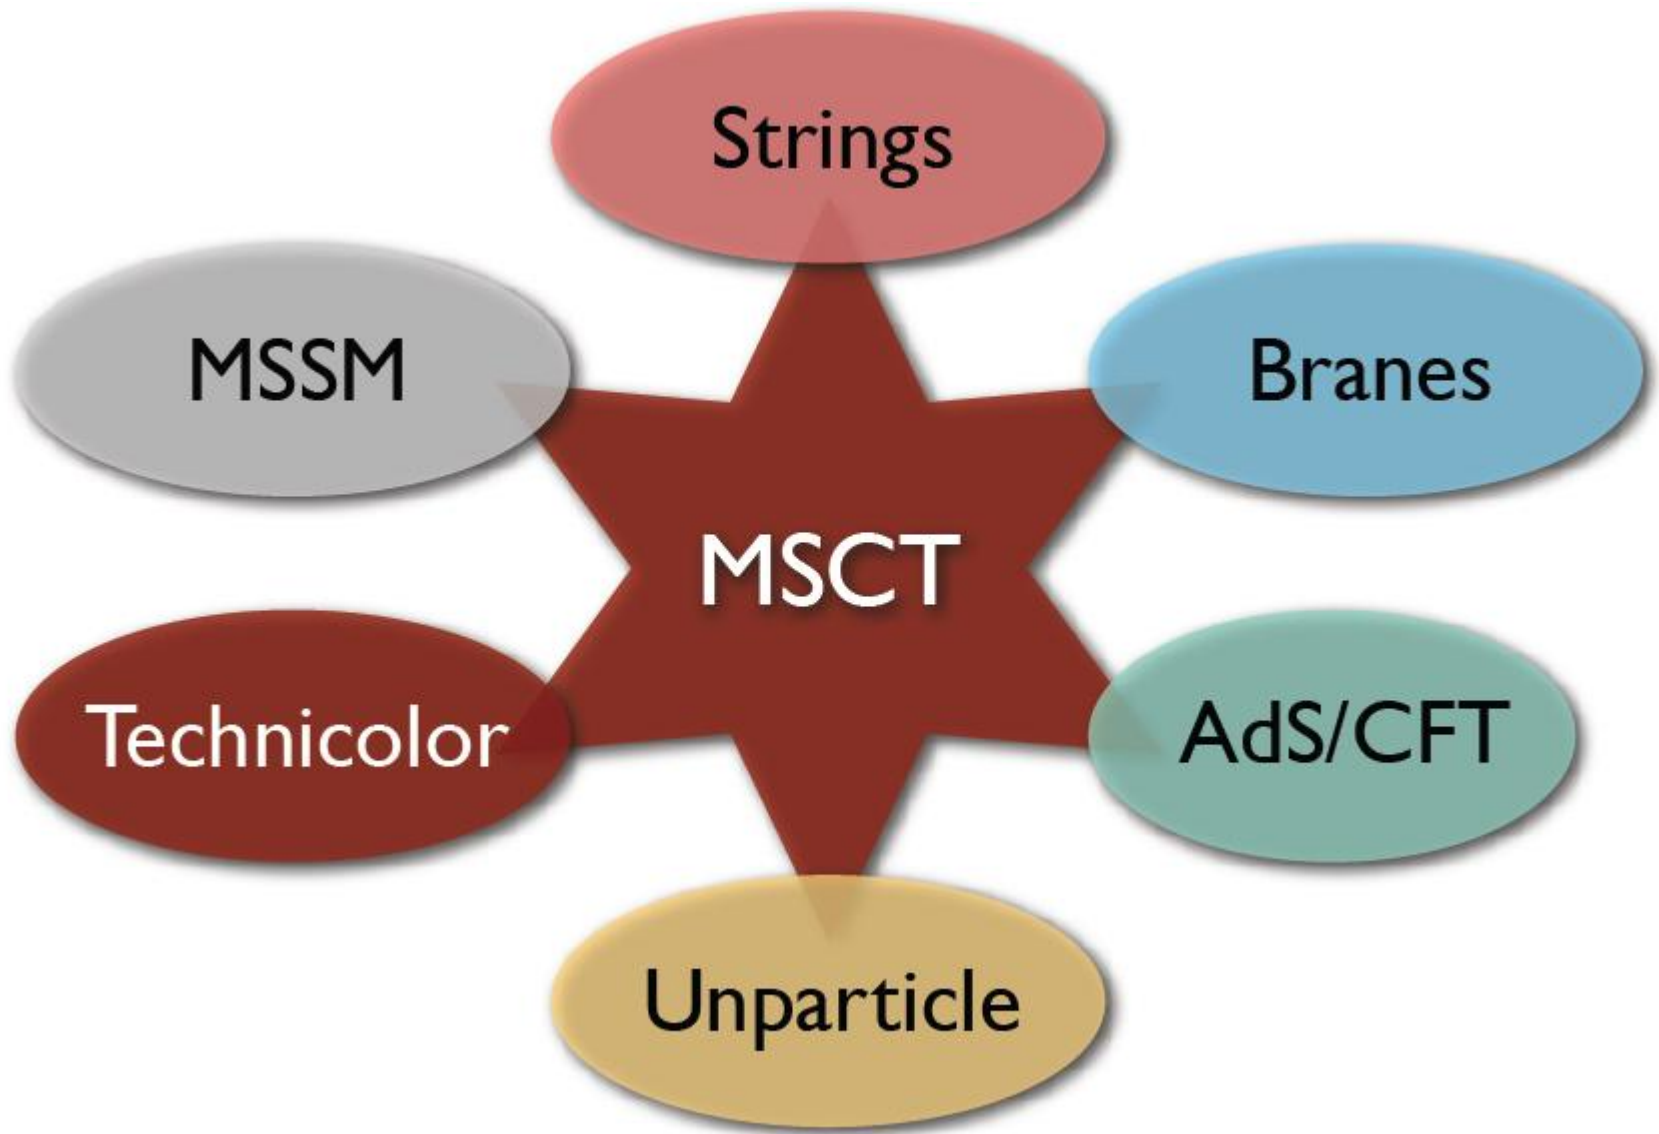 Strings
MSSM
Branes
MSCT
Technicolor
AdS/CFT
Unparticle